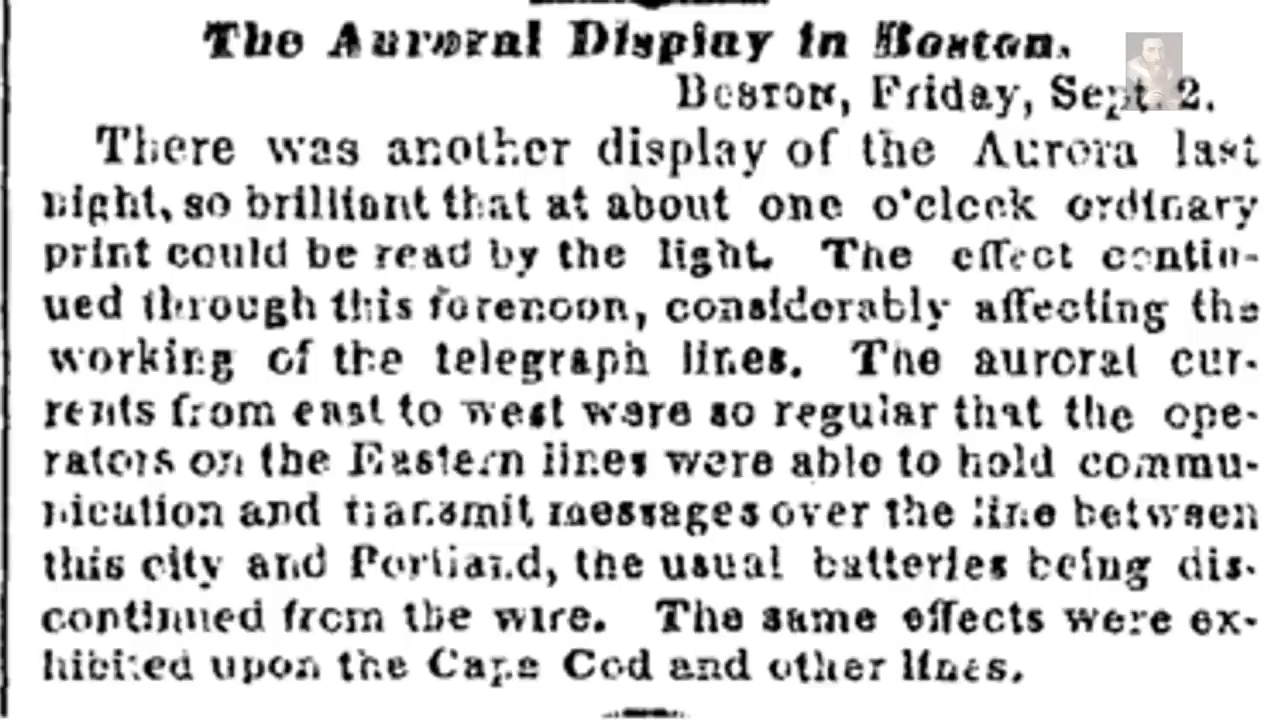 The Auroral Display in Boston.
BOSTON, Friday, Sept. 2.
There was another display of the Aurora last
night, so brilliant that at about one o'clock ordinary
print could be read by the light. The effect contin-
ued through this forenoon, considerably affecting the
working of the telegraph lines. The auroral cur-
rents from east to west were so regular that the ope-
rators on the Eastern lines were able to hold commu-
nication and transmit messages over the line between
this city and Portland, the usual batteries being dis-
continued from the wire. The same effects were ex-
hibited upon the Cape Cod and other lines.